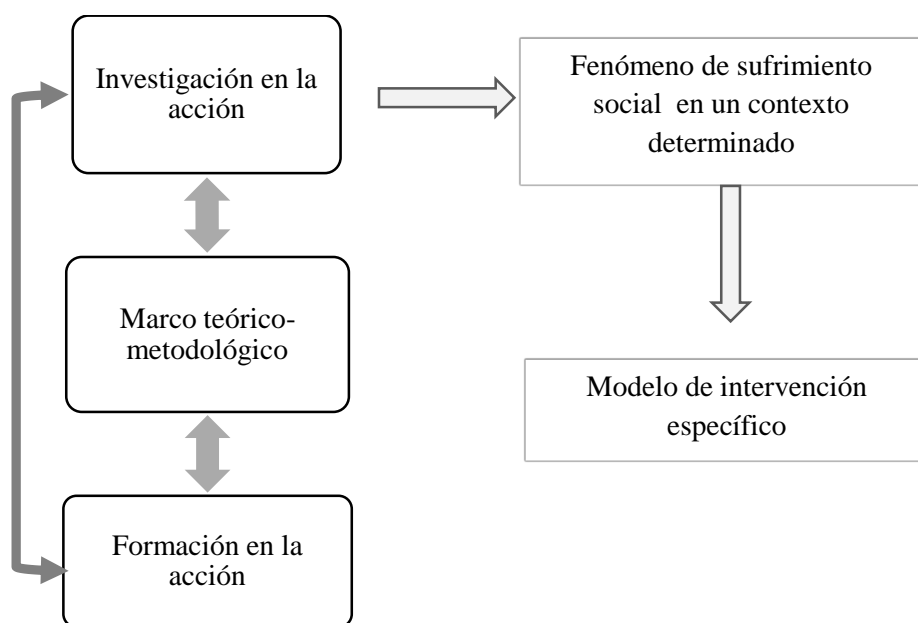 Investigación en la
acción
Fenómeno de sufrimiento
social en un contexto
determinado
Marco teórico-
metodológico
Modelo de intervención
específico
Formación en la
acción